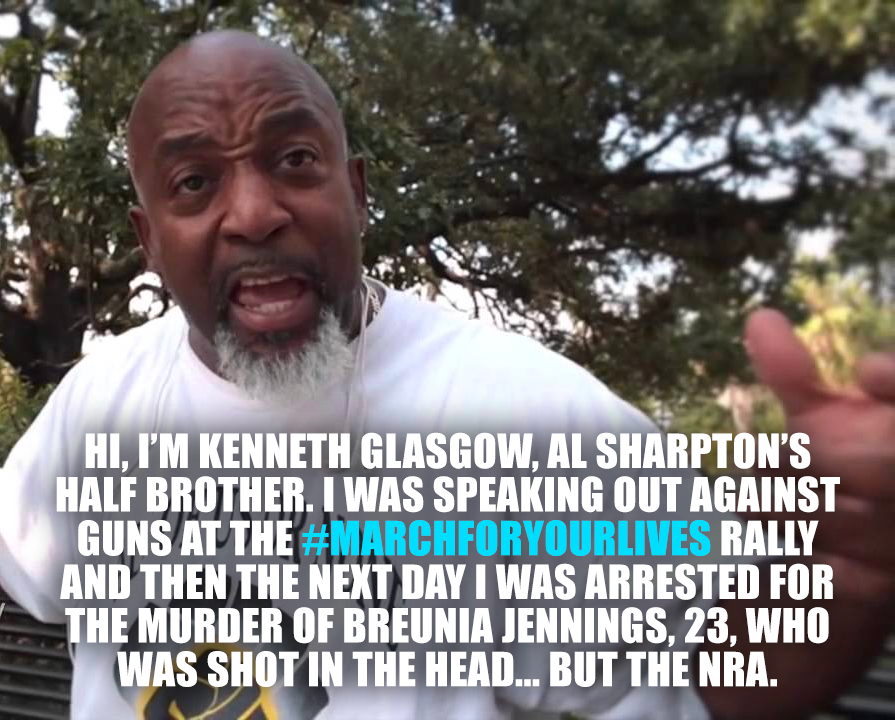 HI, I'M KENNETH GLASGOW, AL SHARPTON'S
HALF BROTHER. I WAS SPEAKING OUT AGAINST
GUNS AT THE #MARCHFORYOURLIVES RALLY
AND THEN THE NEXT DAY I WAS ARRESTED FOR
THE MURDER OF BREUNIA JENNINGS, 23, WHO
WAS SHOT IN THE HEAD... BUT THE NRA.